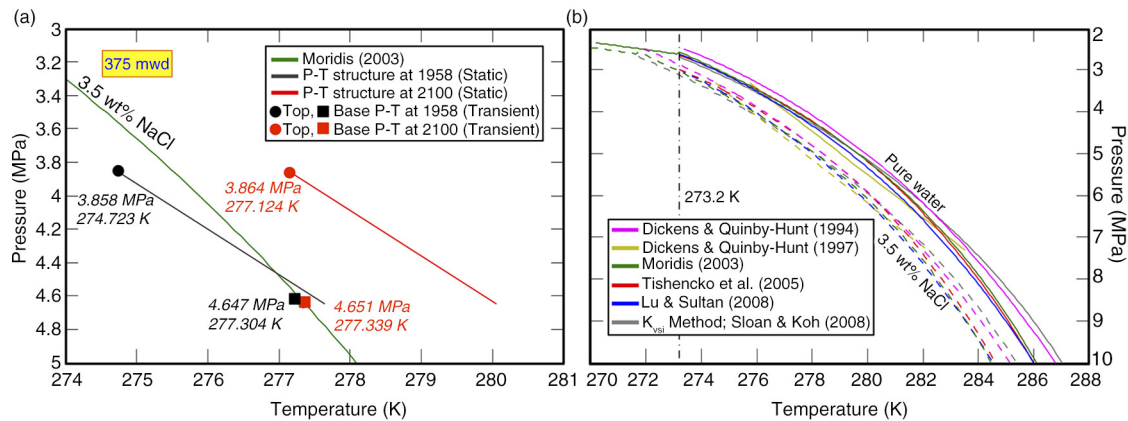 (a)
3
3.2
3.4
3.6
3.8
4
4.2
4.4
4.6
4.8
5
Pressure (MPa)
375 mwd
3.5 wt% NaCl
Moridis (2003)
P-T structure at 1958 (Static)
P-T structure at 2100 (Static)
Top, Base P-T at 1958 (Transient)
Top, Base P-T at 2100 (Transient)
3.858 MPa
274.723 K
3.864 MPa
277.124 K
4.647 MPa
277.304 K
4.651 MPa
277.339 K
274 275 276 277 278 279 280 281
Temperature (K)
(b)
2
3
4
5
6
7
8
9
10
Pressure (MPa)
Pure water
273.2 K
3.5 wt% NaCl
Dickens & Quinby-Hunt (1994)
Dickens & Quinby-Hunt (1997)
Moridis (2003)
Tishencko et al. (2005)
Lu & Sultan (2008)
Kvsi Method; Sloan & Koh (2008)
270 272 274 276 278 280 282 284 286 288
Temperature (K)